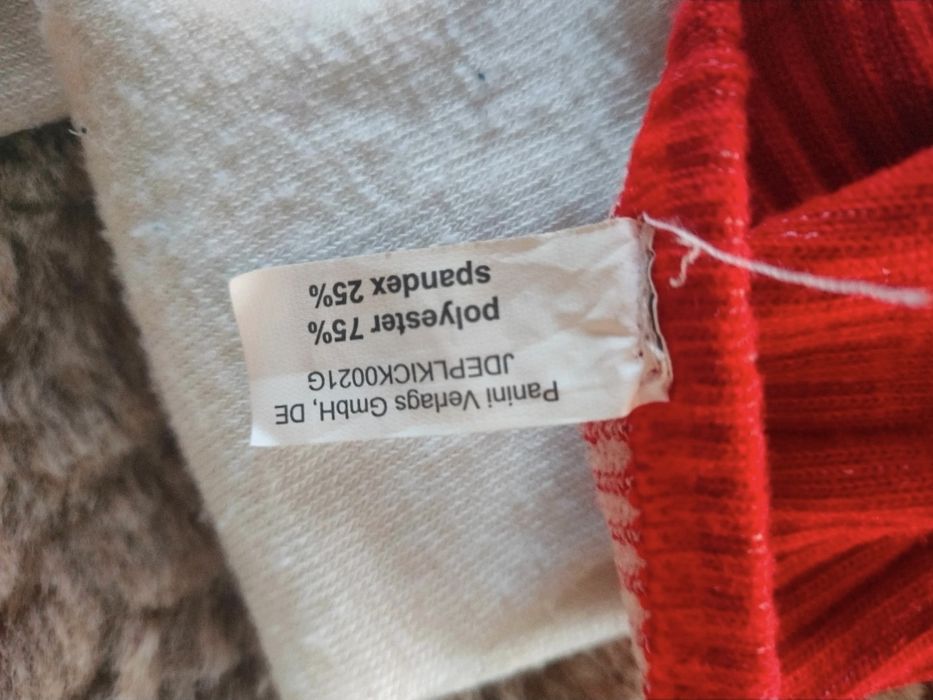 Panini Verlags GmbH, DE
JDEPLKICK0021G
polyester 75%
spandex 25%